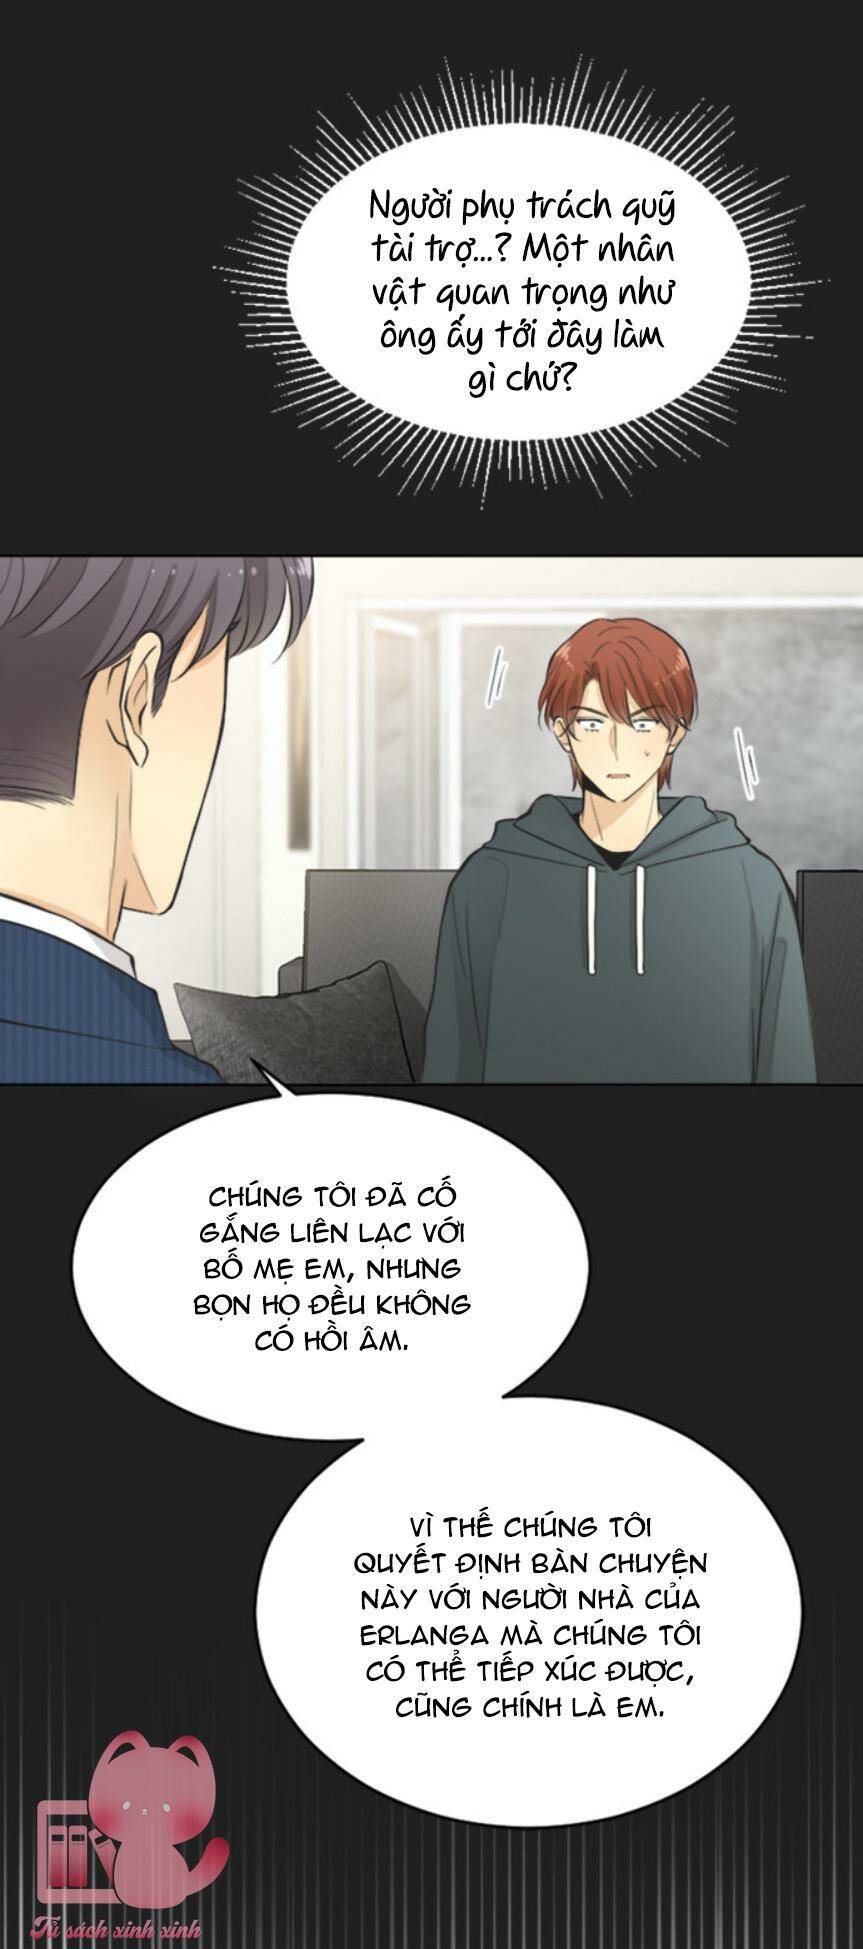 Người phụ trách quỹ
tài trợ...? Một nhân
vật quan trọng như
ông ấy tới đây làm
gì chứ?
CHÚNG TÔI ĐÃ CỐ
GẮNG LIÊN LẠC VỚI
BỐ MẸ EM, NHƯNG
BỌN HỌ ĐỀU KHÔNG
CÓ HỒI ÂM.
VÌ THẾ CHÚNG TÔI
QUYẾT ĐỊNH BÀN CHUYỆN
NÀY VỚI NGƯỜI NHÀ CỦA
ERLANGA MÀ CHÚNG TÔI
CÓ THỂ TIẾP XÚC ĐƯỢC,
CŨNG CHÍNH LÀ EM.
Tủ sách xinh xinh